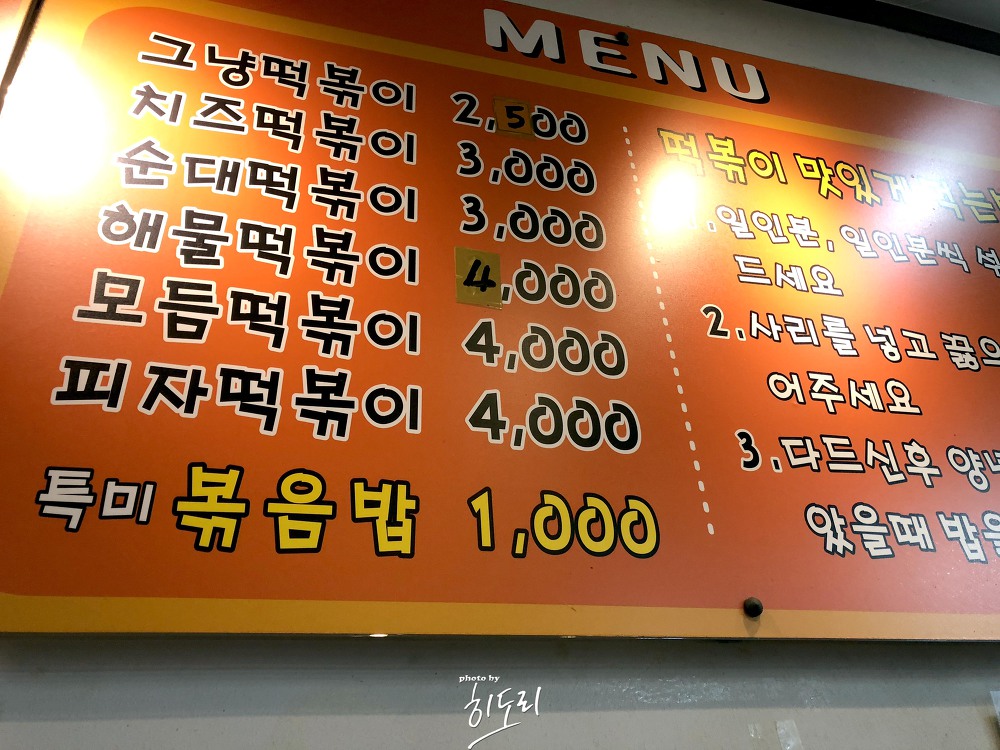 MENU
그냥떡볶이 2,500
치즈떡볶이 3,000
순대떡볶이 3,000
해물떡볶이 4,000
모듬떡볶이 4,000
피자떡볶이 4,000
특미 볶음밥 1,000
떡볶이 맛있게 먹는
1.일인분, 일인분씩
드세요
2.사리를 넣고 끓
어주세요
3.다드신후
았을때 밥을
photo by
히도리